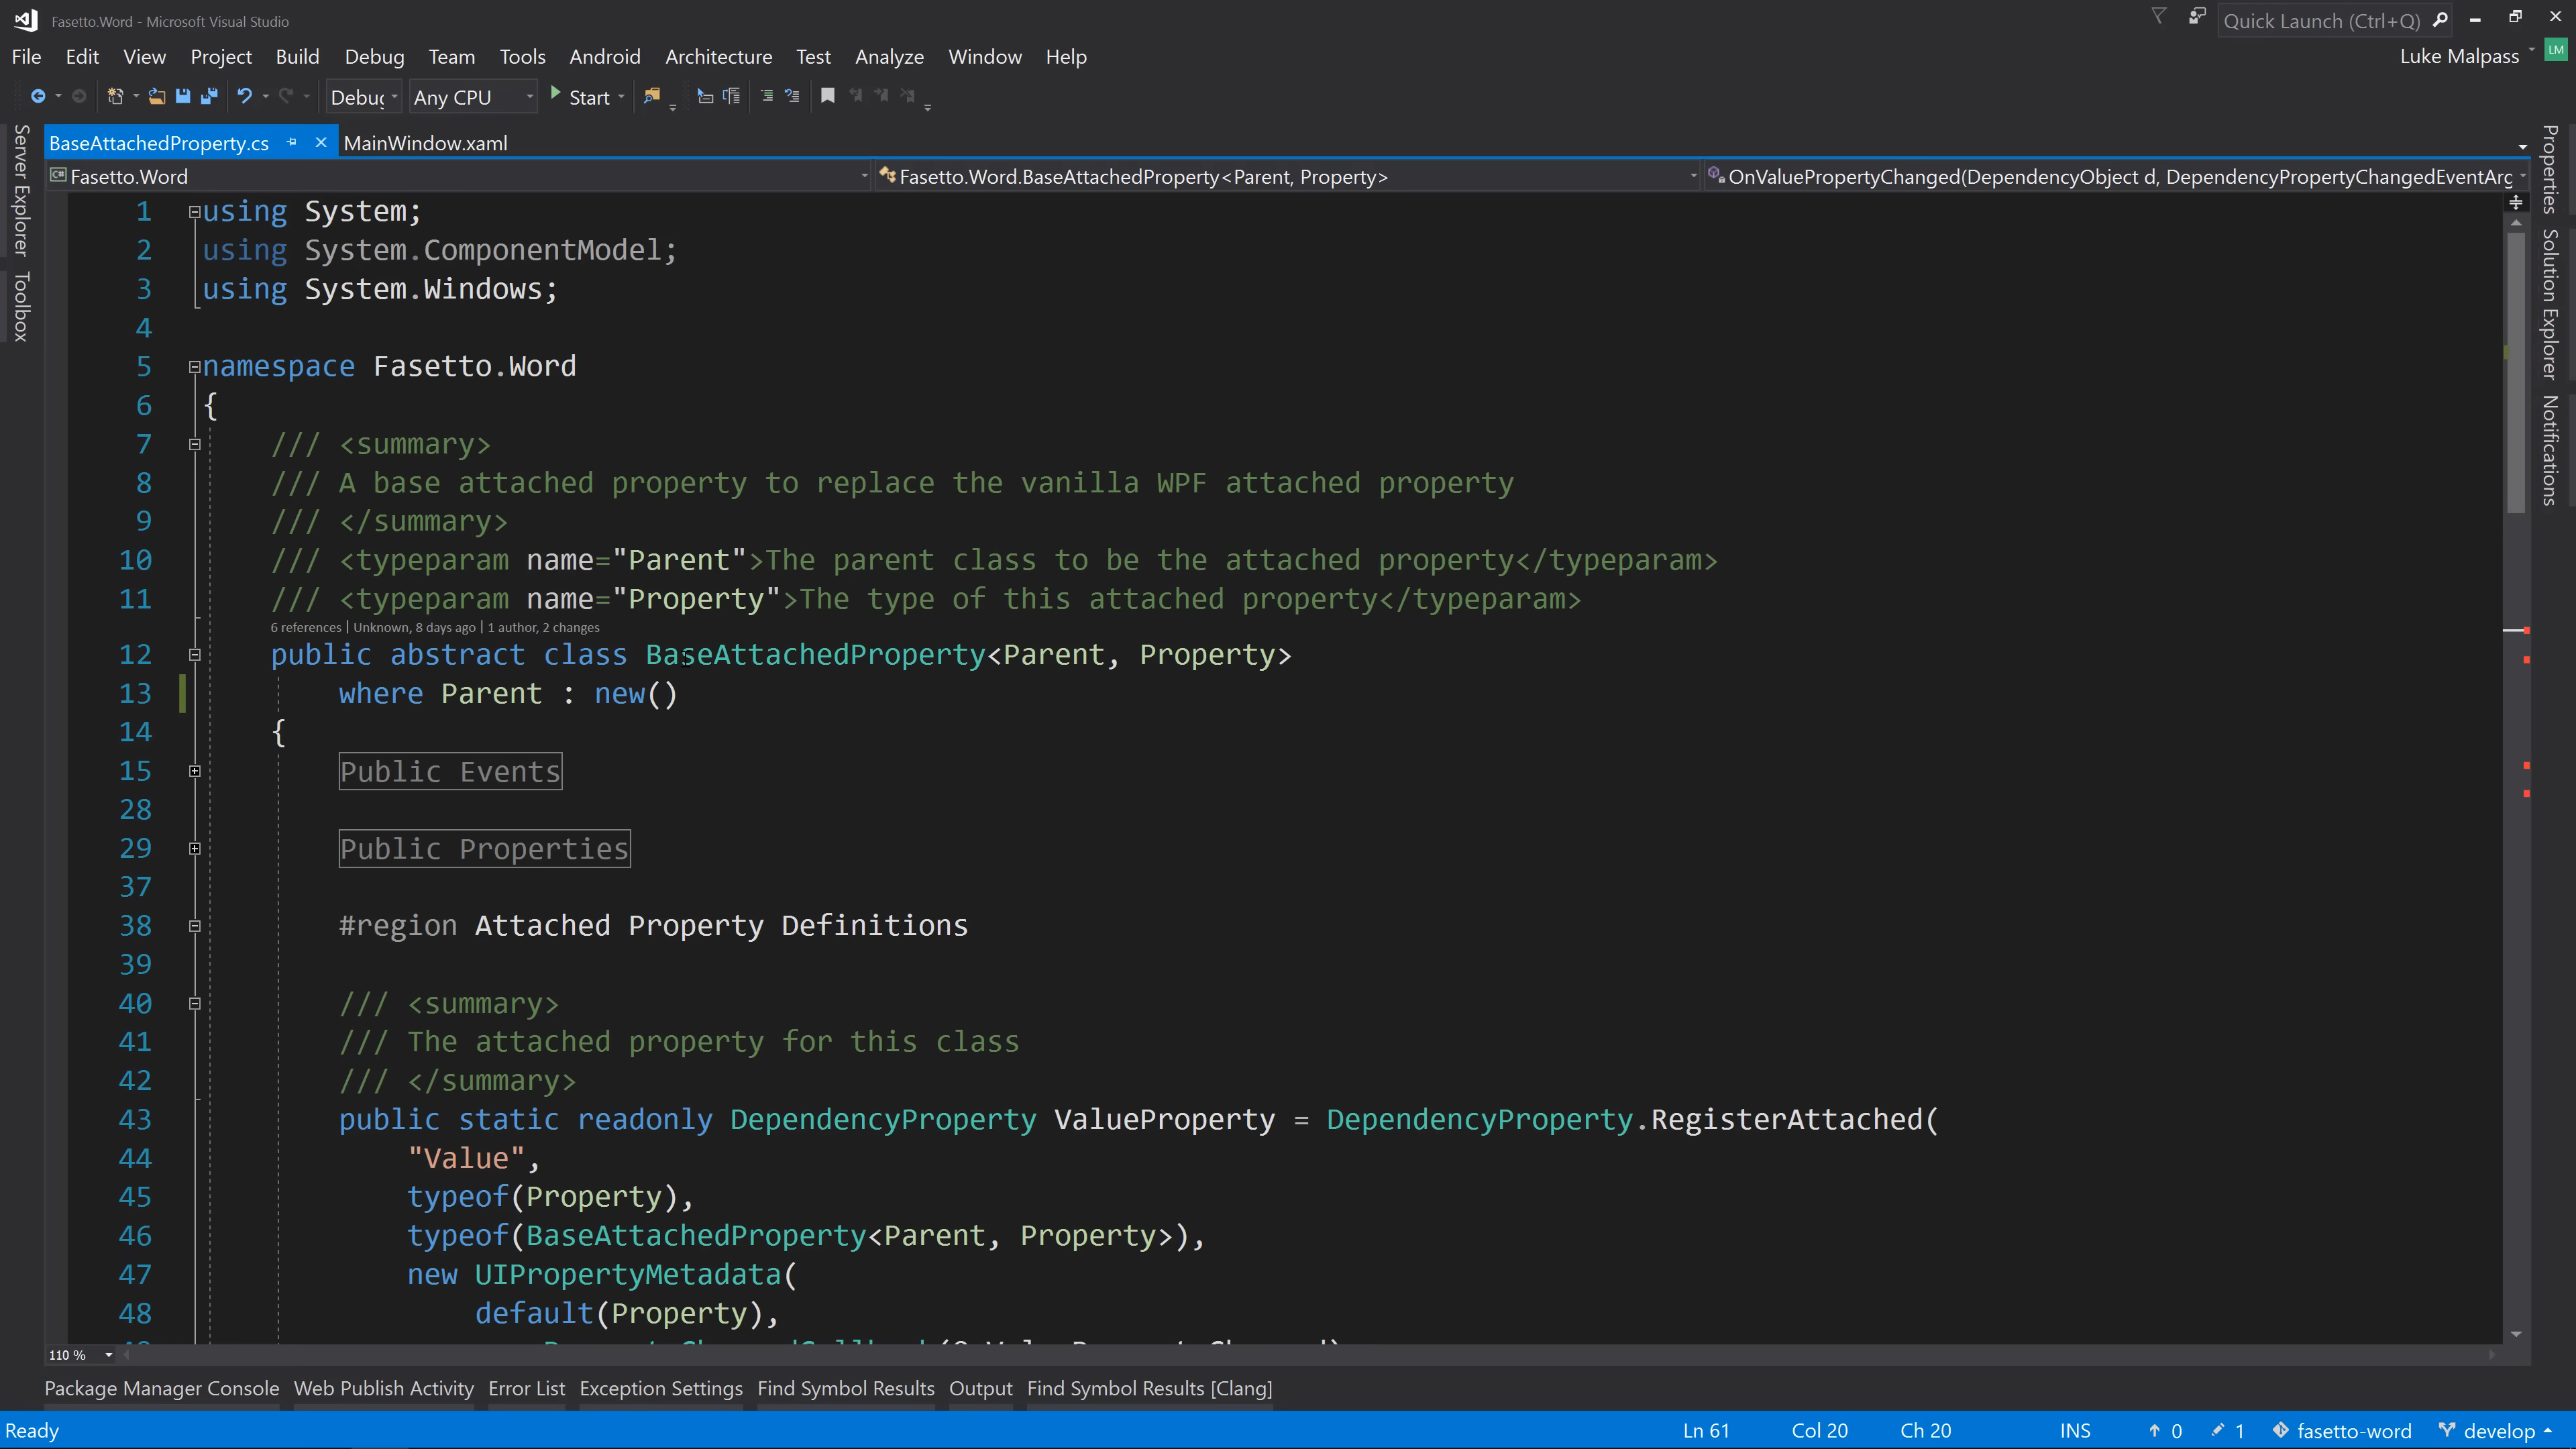 Fasetto.Word - Microsoft Visual Studio
Quick Launch (Ctrl+Q)
File Edit View Project Build Debug Team Tools Android Architecture Test Analyze Window Help
Luke Malpass LM
Debug Any CPU Start
BaseAttachedProperty.cs MainWindow.xaml
C# Fasetto.Word Fasetto.Word.BaseAttachedProperty<Parent, Property> OnValuePropertyChanged(DependencyObject d, DependencyPropertyChangedEventArg
Server Explorer
Toolbox
Properties
Solution Explorer
Notifications
1 using System;
2 using System.ComponentModel;
3 using System.Windows;
4
5 namespace Fasetto.Word
6 {
7 /// <summary>
8 /// A base attached property to replace the vanilla WPF attached property
9 /// </summary>
10 /// <typeparam name="Parent">The parent class to be the attached property</typeparam>
11 /// <typeparam name="Property">The type of this attached property</typeparam>
6 references | Unknown, 8 days ago | 1 author, 2 changes
12 public abstract class BaseAttachedProperty<Parent, Property>
13 where Parent : new()
14 {
15 Public Events
28
29 Public Properties
37
38 #region Attached Property Definitions
39
40 /// <summary>
41 /// The attached property for this class
42 /// </summary>
43 public static readonly DependencyProperty ValueProperty = DependencyProperty.RegisterAttached(
44 "Value",
45 typeof(Property),
46 typeof(BaseAttachedProperty<Parent, Property>),
47 new UIPropertyMetadata(
48 default(Property),
110 %
Package Manager Console Web Publish Activity Error List Exception Settings Find Symbol Results Output Find Symbol Results [Clang]
Ready Ln 61 Col 20 Ch 20 INS 0 1 fasetto-word develop